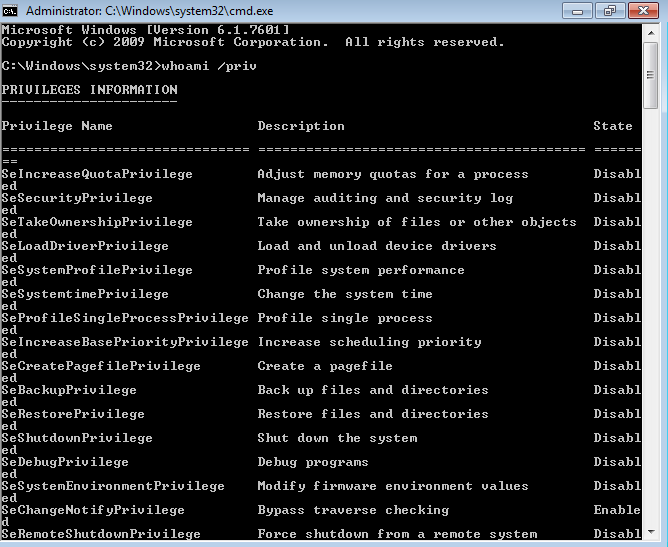 Administrator: C:\Windows\system32\cmd.exe
Microsoft Windows [Version 6.1.7601]
Copyright (c) 2009 Microsoft Corporation.  All rights reserved.
C:\Windows\system32>whoami /priv
PRIVILEGES INFORMATION
----------------------
Privilege Name                  Description                               State
=============================== ========================================= ======
==
SeIncreaseQuotaPrivilege        Adjust memory quotas for a process        Disabl
ed
SeSecurityPrivilege             Manage auditing and security log          Disabl
ed
SeTakeOwnershipPrivilege        Take ownership of files or other objects  Disabl
ed
SeLoadDriverPrivilege           Load and unload device drivers            Disabl
ed
SeSystemProfilePrivilege        Profile system performance                Disabl
ed
SeSystemtimePrivilege           Change the system time                    Disabl
ed
SeProfileSingleProcessPrivilege Profile single process                    Disabl
ed
SeIncreaseBasePriorityPrivilege Increase scheduling priority              Disabl
ed
SeCreatePagefilePrivilege       Create a pagefile                         Disabl
ed
SeBackupPrivilege               Back up files and directories             Disabl
ed
SeRestorePrivilege              Restore files and directories             Disabl
ed
SeShutdownPrivilege             Shut down the system                      Disabl
ed
SeDebugPrivilege                Debug programs                            Disabl
ed
SeSystemEnvironmentPrivilege    Modify firmware environment values        Disabl
ed
SeChangeNotifyPrivilege         Bypass traverse checking                  Enable
d
SeRemoteShutdownPrivilege       Force shutdown from a remote system       Disabl